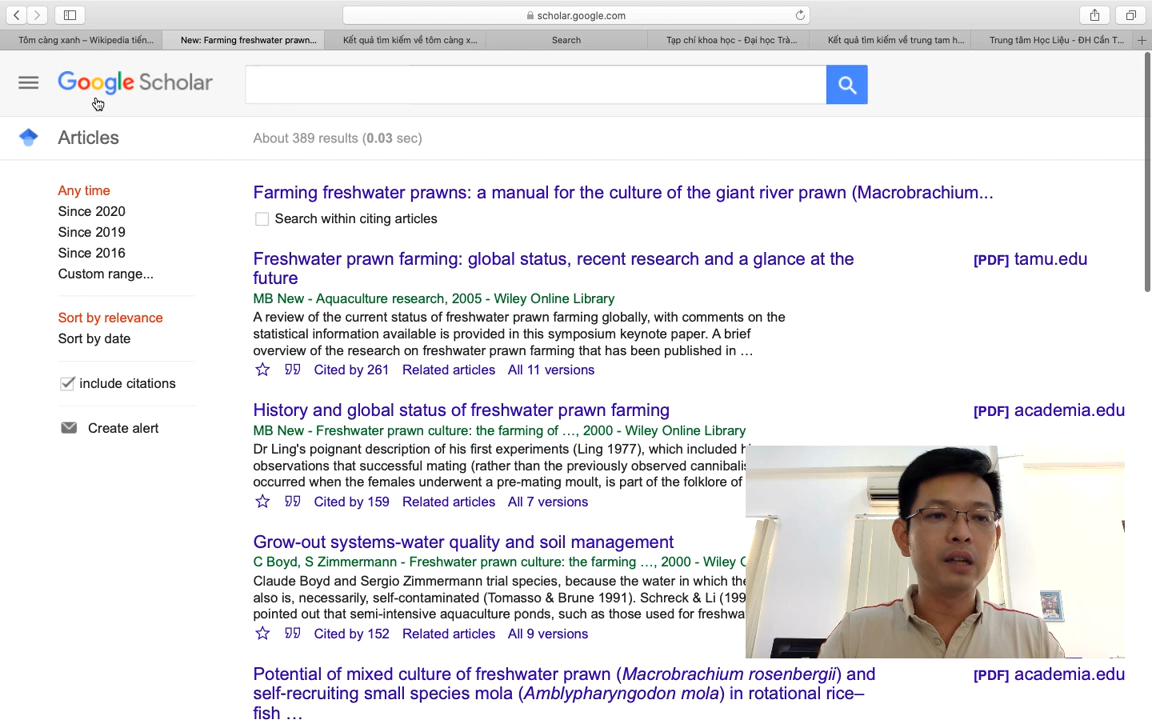 scholar.google.com
Tôm càng xanh – Wikipedia tiến...
New: Farming freshwater prawn...
Kết quả tìm kiếm về tôm càng x...
Search
Tạp chí khoa học - Đại học Trà...
Kết quả tìm kiếm về trung tam h...
Trung tâm Học Liệu - ĐH Cần T...
Google Scholar
Articles
About 389 results (0.03 sec)
Any time
Since 2020
Since 2019
Since 2016
Custom range...
Sort by relevance
Sort by date
include citations
Create alert
Farming freshwater prawns: a manual for the culture of the giant river prawn (Macrobrachium...
Search within citing articles
Freshwater prawn farming: global status, recent research and a glance at the
future
[PDF] tamu.edu
MB New - Aquaculture research, 2005 - Wiley Online Library
A review of the current status of freshwater prawn farming globally, with comments on the
statistical information available is provided in this symposium keynote paper. A brief
overview of the research on freshwater prawn farming that has been published in …
Cited by 261 Related articles All 11 versions
History and global status of freshwater prawn farming
[PDF] academia.edu
MB New - Freshwater prawn culture: the farming of …, 2000 - Wiley Online Library
Dr Ling's poignant description of his first experiments (Ling 1977), which included
observations that successful mating (rather than the previously observed
occurred when the females underwent a pre-mating moult, is part of the folklore of
Cited by 159 Related articles All 7 versions
Grow-out systems-water quality and soil management
C Boyd, S Zimmermann - Freshwater prawn culture: the farming …, 2000 - Wiley
Claude Boyd and Sergio Zimmermann trial species, because the water in which
also is, necessarily, self-contained (Tomasso & Brune 1991). Schreck & Li
pointed out that semi-intensive aquaculture ponds, such as those used for
Cited by 152 Related articles All 9 versions
Potential of mixed culture of freshwater prawn (Macrobrachium rosenbergii) and
self-recruiting small species mola (Amblypharyngodon mola) in rotational rice–
fish …
[PDF] academia.edu